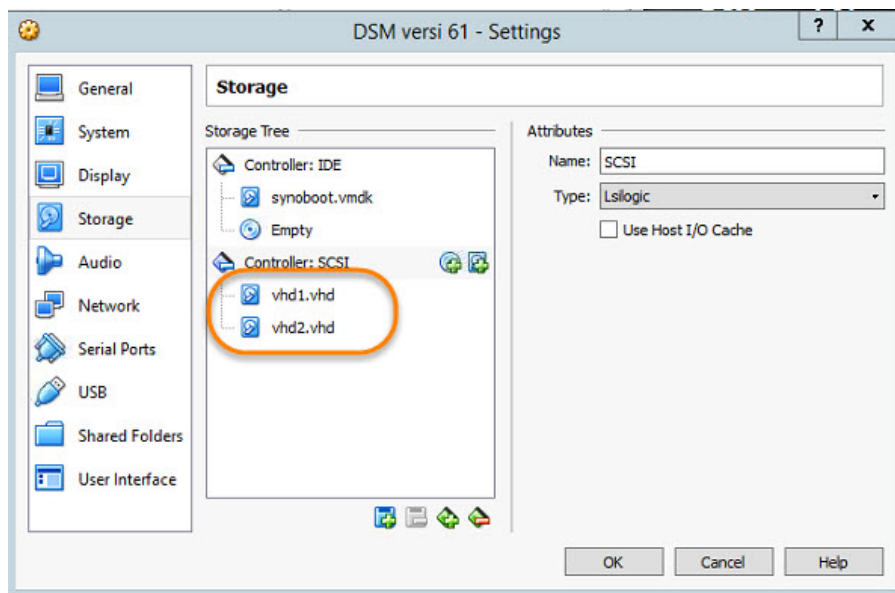 DSM versi 61 - Settings
? x
General
System
Display
Storage
Audio
Network
Serial Ports
USB
Shared Folders
User Interface
Storage
Storage Tree
Controller: IDE
synoboot.vmdk
Empty
Controller: SCSI
vhd1.vhd
vhd2.vhd
Attributes
Name: SCSI
Type: Lsilogic
Use Host I/O Cache
OK Cancel Help